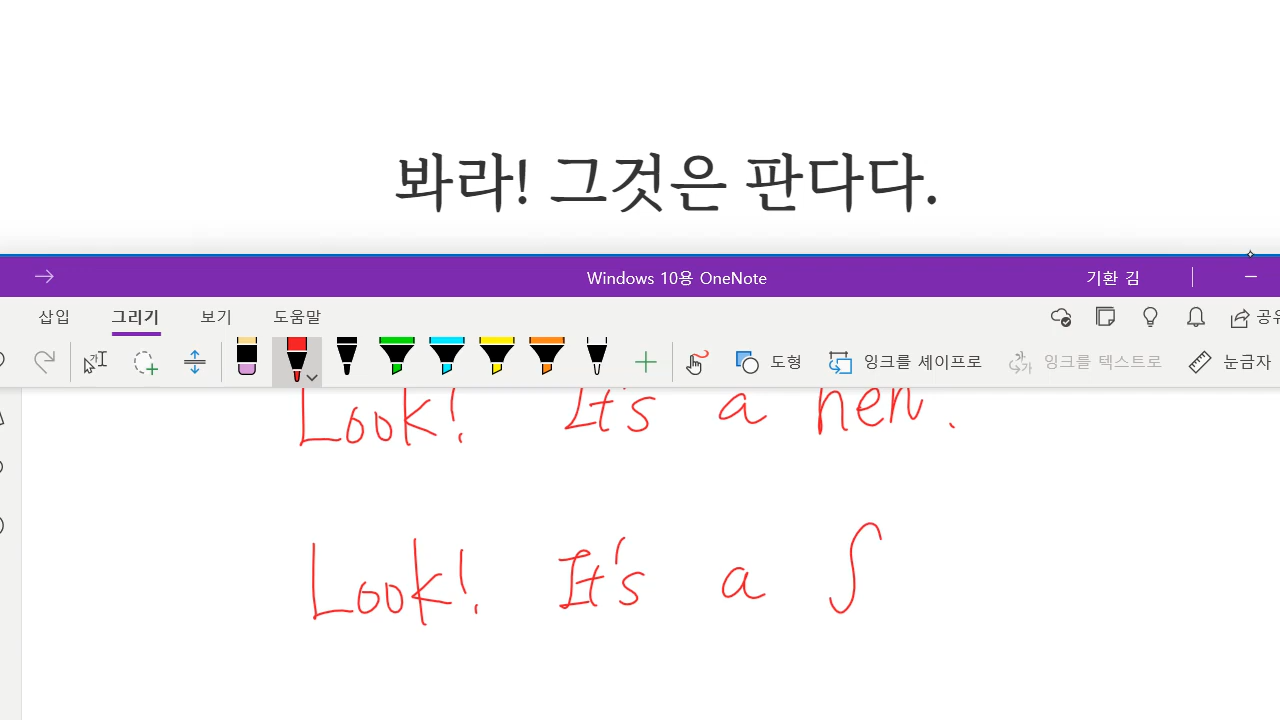 봐라! 그것은 판다다.
Windows 10용 OneNote 기환 김
삽입 그리기 보기 도움말
도형 잉크를 셰이프로 잉크를 텍스트로 눈금자
Look! It's a hen.
Look! It's a